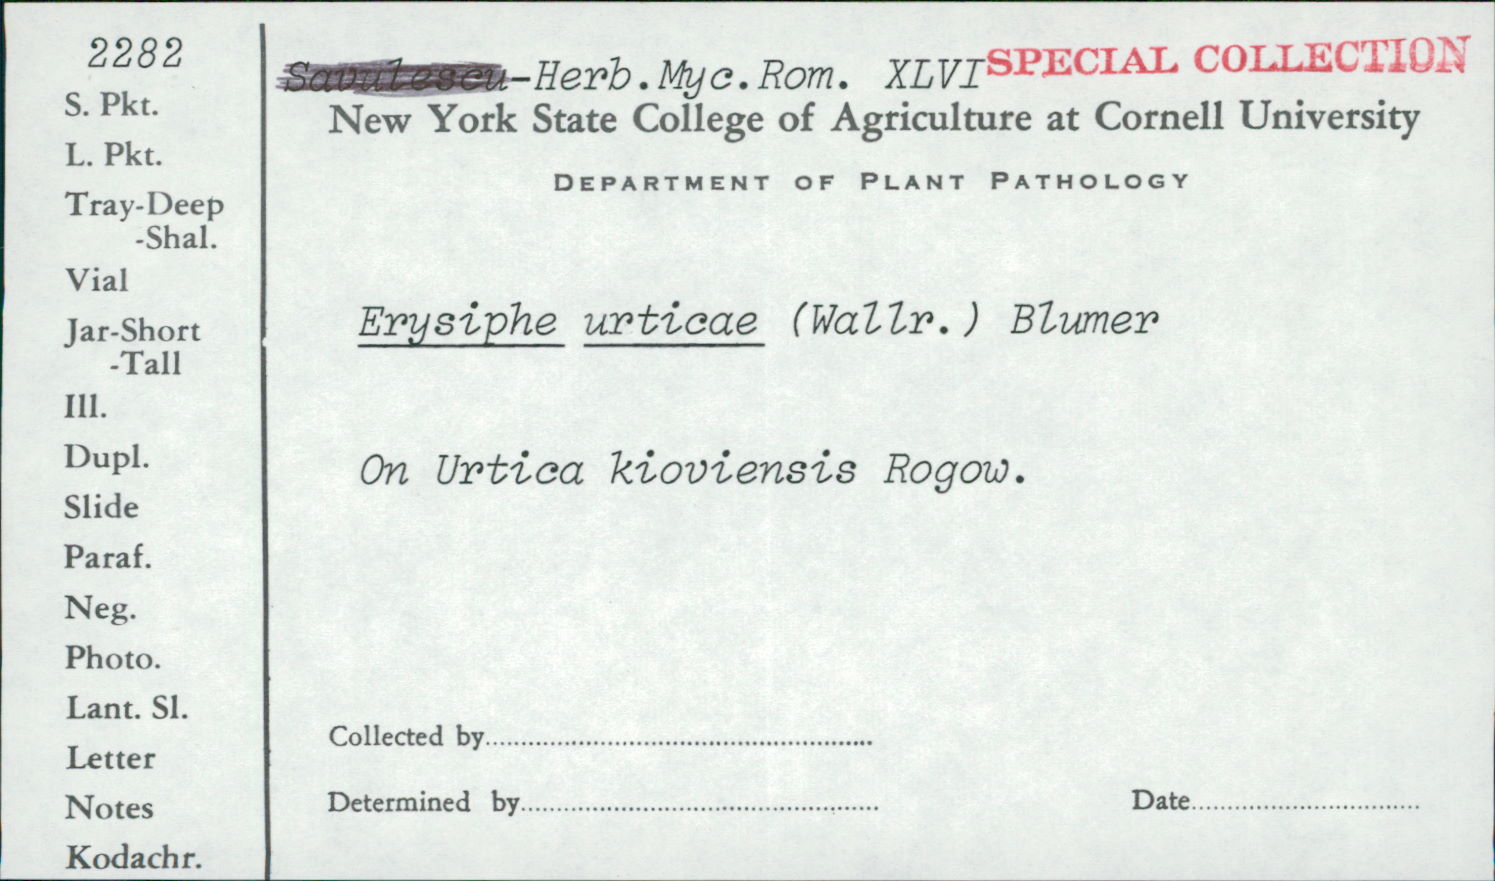 2282
S. Pkt.
L. Pkt.
Tray-Deep
-Shal.
Vial
Jar-Short
-Tall
Ill.
Dupl.
Slide
Paraf.
Neg.
Photo.
Lant. Sl.
Letter
Notes
Kodachr.
Savulescu-Herb.Myc.Rom. XLVI SPECIAL COLLECTION
New York State College of Agriculture at Cornell University
DEPARTMENT OF PLANT PATHOLOGY
Erysiphe urticae (Wallr.) Blumer
On Urtica kioviensis Rogow.
Collected by
Determined by Date